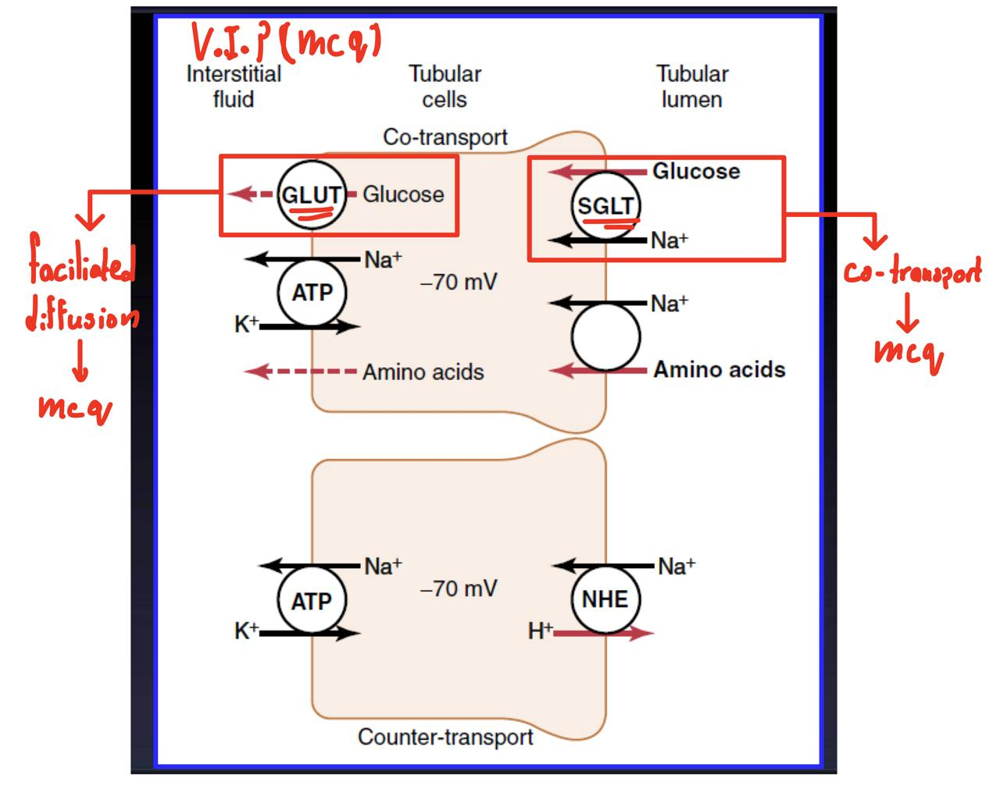 V.I.P (mcq)
Interstitial
fluid
Tubular
cells
Tubular
lumen
Co-transport
GLUT
Glucose
Glucose
SGLT
Na+
faciliated
diffusion
mcq
co-transport
mcq
Na+
ATP
K+
–70 mV
Na+
Amino acids
Amino acids
Na+
ATP
K+
–70 mV
Na+
NHE
H+
Counter-transport